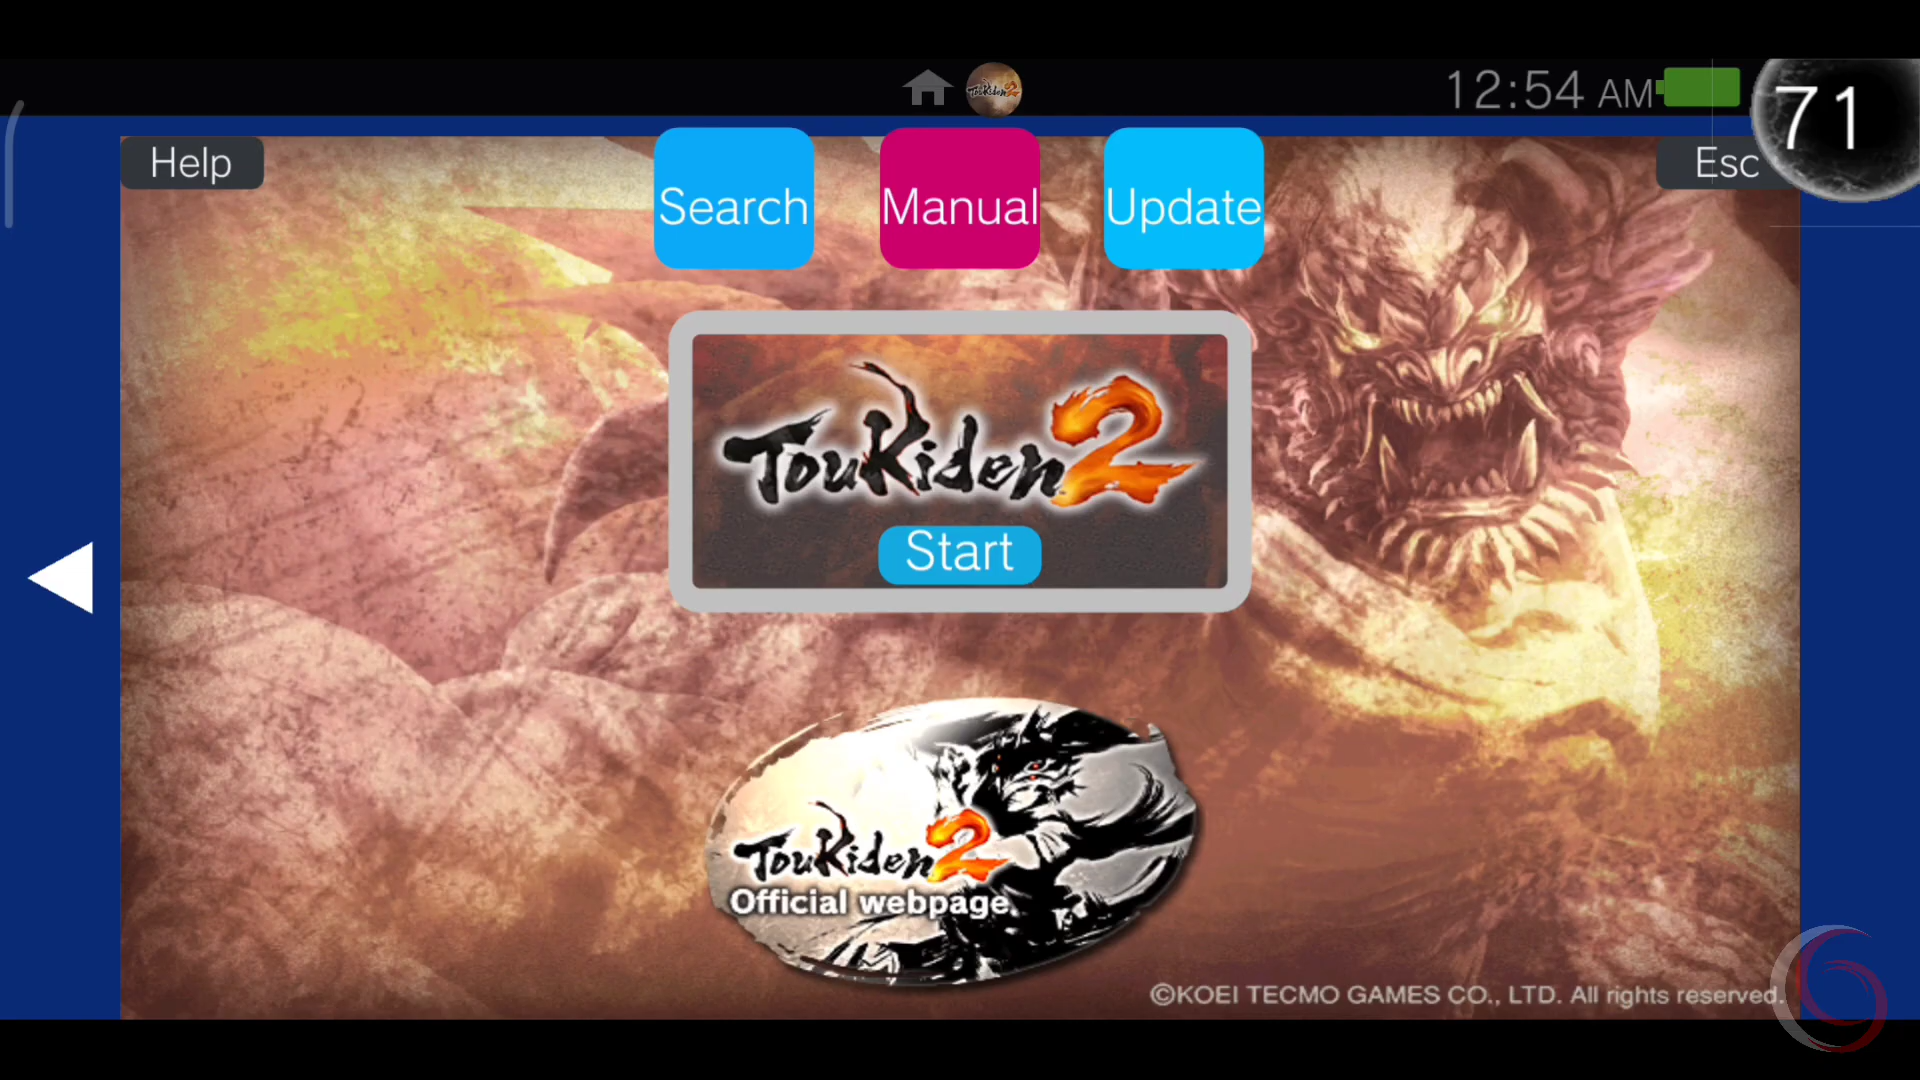 12:54 AM
71
Help
Search
Manual
Update
Esc
Toukiden 2
Start
Toukiden 2
Official webpage
©KOEI TECMO GAMES CO., LTD. All rights reserved.